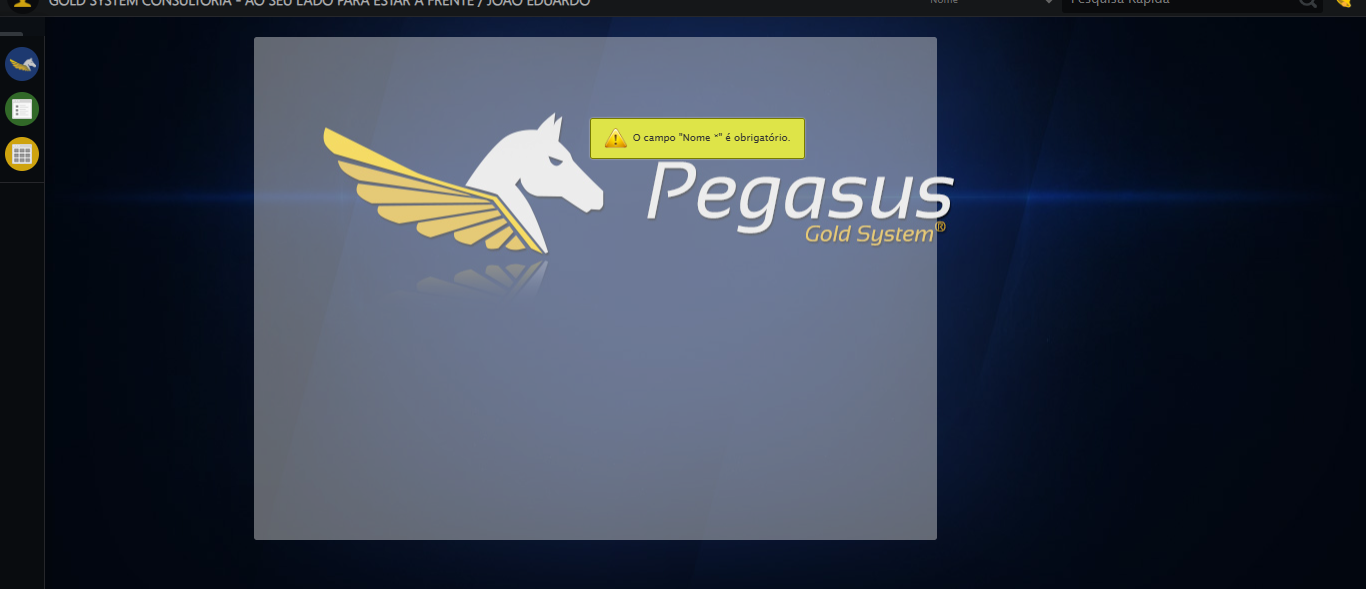 GOLD SYSTEM CONSULTORIA - AO SEU LADO PARA ESTAR À FRENTE / JOÃO EDUARDO
Nome
Pesquisa Rápida
O campo "Nome *" é obrigatório.
Pegasus
Gold System®